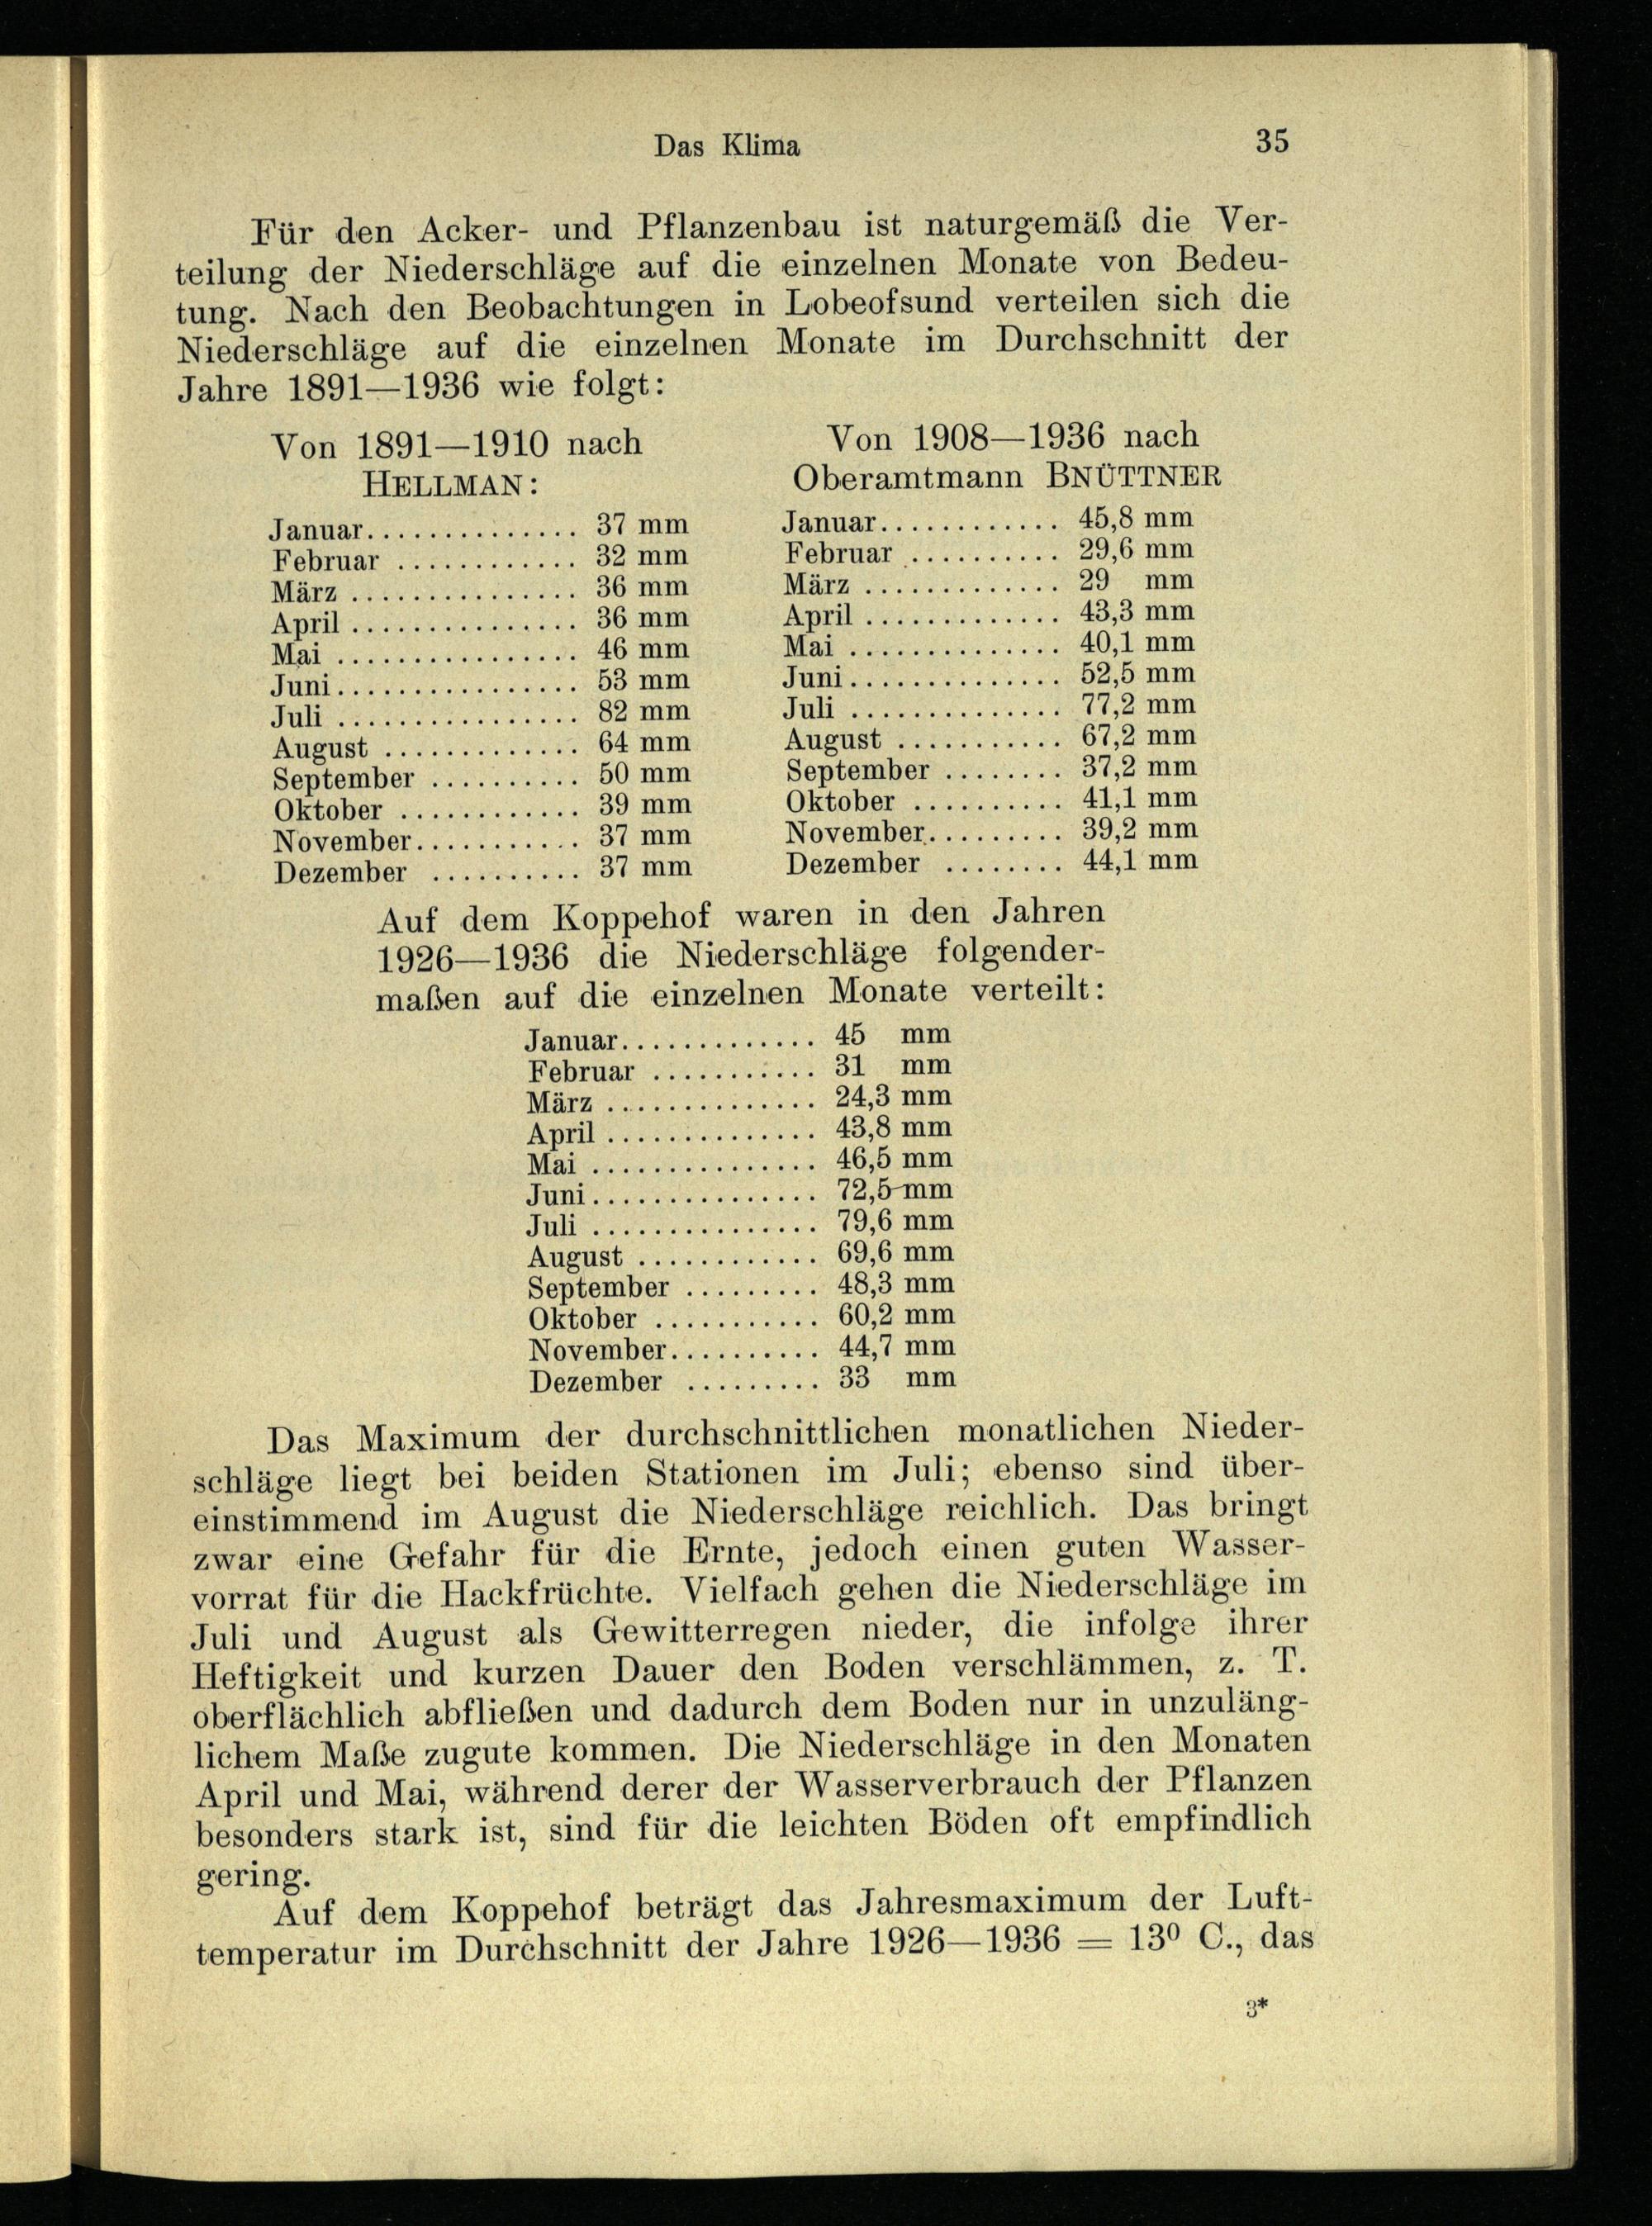 Das Klima 35
Für den Acker- und Pflanzenbau ist naturgemäß die Ver-
teilung der Niederschläge auf die einzelnen Monate von Bedeu-
tung. Nach den Beobachtungen in Lobeofsund verteilen sich die
Niederschläge auf die einzelnen Monate im Durchschnitt der
Jahre 1891—1936 wie folgt:
Von 1891—1910 nach
HELLMAN:
Januar.............. 37 mm
Februar ............ 32 mm
März ............... 36 mm
April ............... 36 mm
Mai ................ 46 mm
Juni................ 53 mm
Juli ................ 82 mm
August ............. 64 mm
September .......... 50 mm
Oktober ............ 39 mm
November........... 37 mm
Dezember .......... 37 mm
Von 1908—1936 nach
Oberamtmann BNÜTTNER
Januar............ 45,8 mm
Februar .......... 29,6 mm
März ............. 29 mm
April ............. 43,3 mm
Mai .............. 40,1 mm
Juni.............. 52,5 mm
Juli .............. 77,2 mm
August ........... 67,2 mm
September ........ 37,2 mm
Oktober .......... 41,1 mm
November......... 39,2 mm
Dezember ........ 44,1 mm
Auf dem Koppehof waren in den Jahren
1926—1936 die Niederschläge folgender-
maßen auf die einzelnen Monate verteilt:
Januar............. 45 mm
Februar ........... 31 mm
März .............. 24,3 mm
April .............. 43,8 mm
Mai ............... 46,5 mm
Juni............... 72,5 mm
Juli ............... 79,6 mm
August ............ 69,6 mm
September ......... 48,3 mm
Oktober ........... 60,2 mm
November.......... 44,7 mm
Dezember ......... 33 mm
Das Maximum der durchschnittlichen monatlichen Nieder-
schläge liegt bei beiden Stationen im Juli; ebenso sind über-
einstimmend im August die Niederschläge reichlich. Das bringt
zwar eine Gefahr für die Ernte, jedoch einen guten Wasser-
vorrat für die Hackfrüchte. Vielfach gehen die Niederschläge im
Juli und August als Gewitterregen nieder, die infolge ihrer
Heftigkeit und kurzen Dauer den Boden verschlämmen, z. T.
oberflächlich abfließen und dadurch dem Boden nur in unzuläng-
lichem Maße zugute kommen. Die Niederschläge in den Monaten
April und Mai, während derer der Wasserverbrauch der Pflanzen
besonders stark ist, sind für die leichten Böden oft empfindlich
gering.
Auf dem Koppehof beträgt das Jahresmaximum der Luft-
temperatur im Durchschnitt der Jahre 1926—1936 = 13⁰ C., das
3*